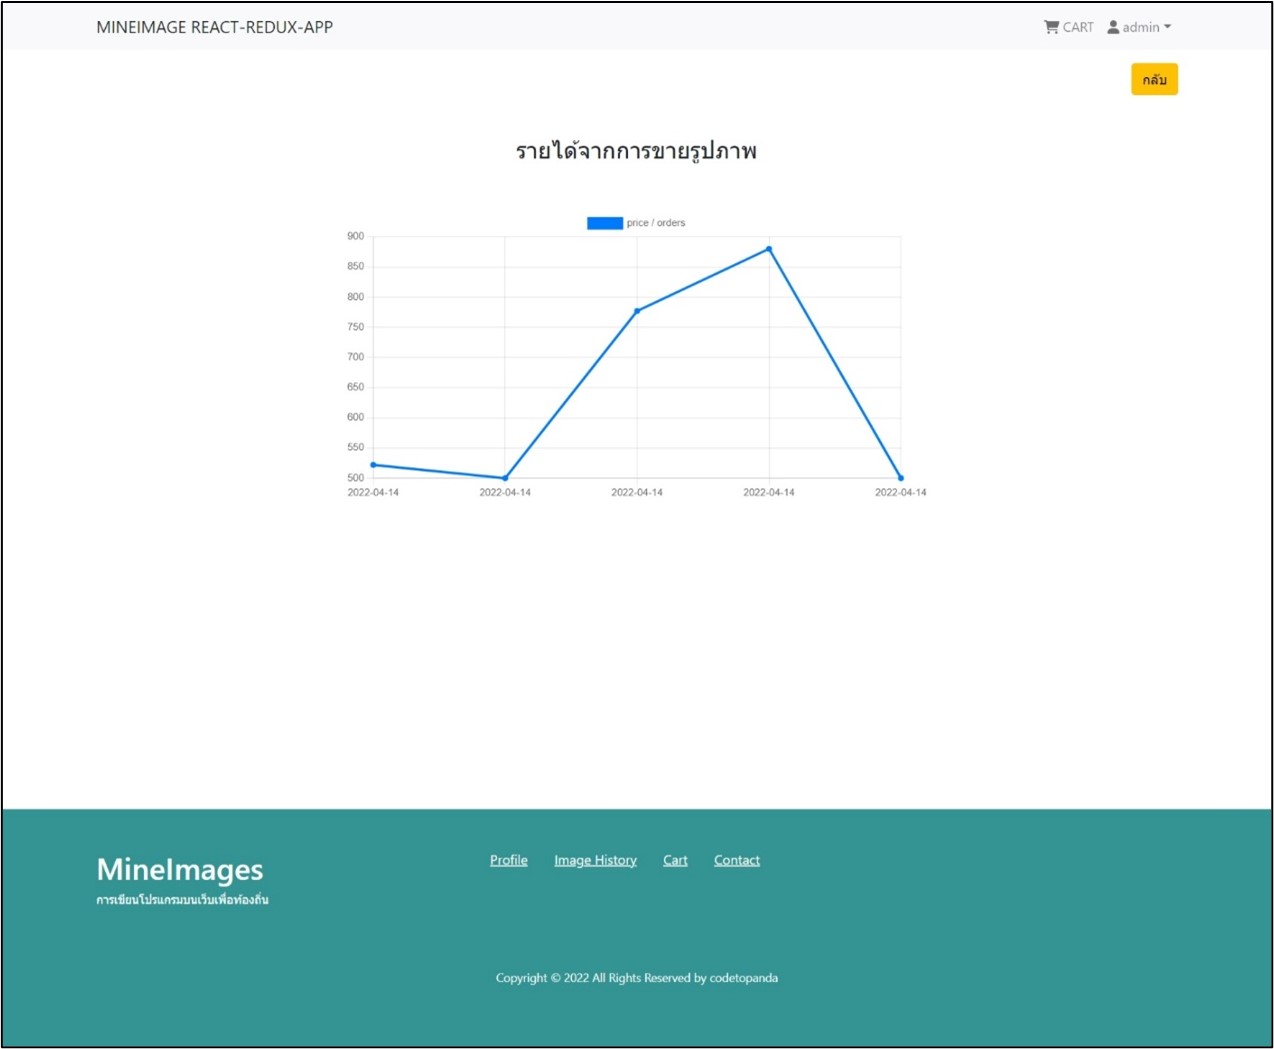 MINEIMAGE REACT-REDUX-APP
CART admin
กลับ
รายได้จากการขายรูปภาพ
price / orders
900
850
800
750
700
650
600
550
500
2022-04-14 2022-04-14 2022-04-14 2022-04-14 2022-04-14
MineImages
การเขียนโปรแกรมบนเว็บเพื่อท้องถิ่น
Profile Image History Cart Contact
Copyright © 2022 All Rights Reserved by codetopanda